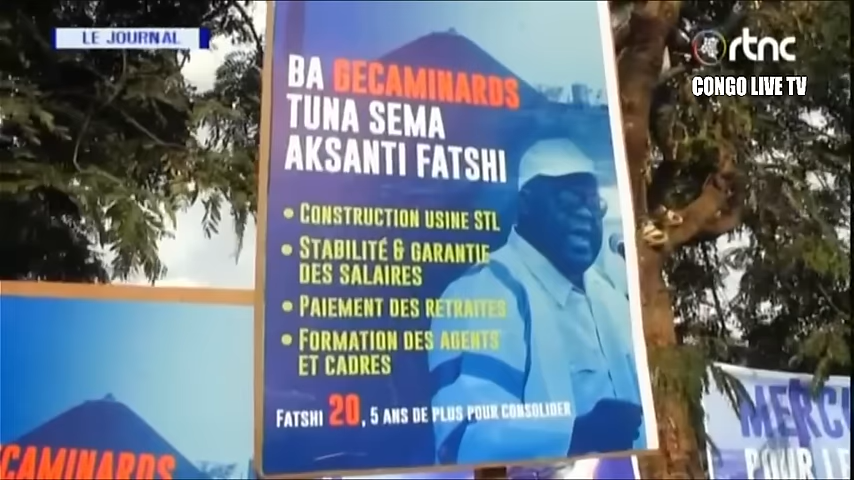 LE JOURNAL
rtnc
CONGO LIVE TV
BA GECAMINARDS
TUNA SEMA
AKSANTI FATSHI
• CONSTRUCTION USINE STL
• STABILITÉ & GARANTIE
DES SALAIRES
• PAIEMENT DES RETRAITES
• FORMATION DES AGENTS
ET CADRES
FATSHI 20, 5 ANS DE PLUS POUR CONSOLIDER
CAMINARDS
MERC
POUR L